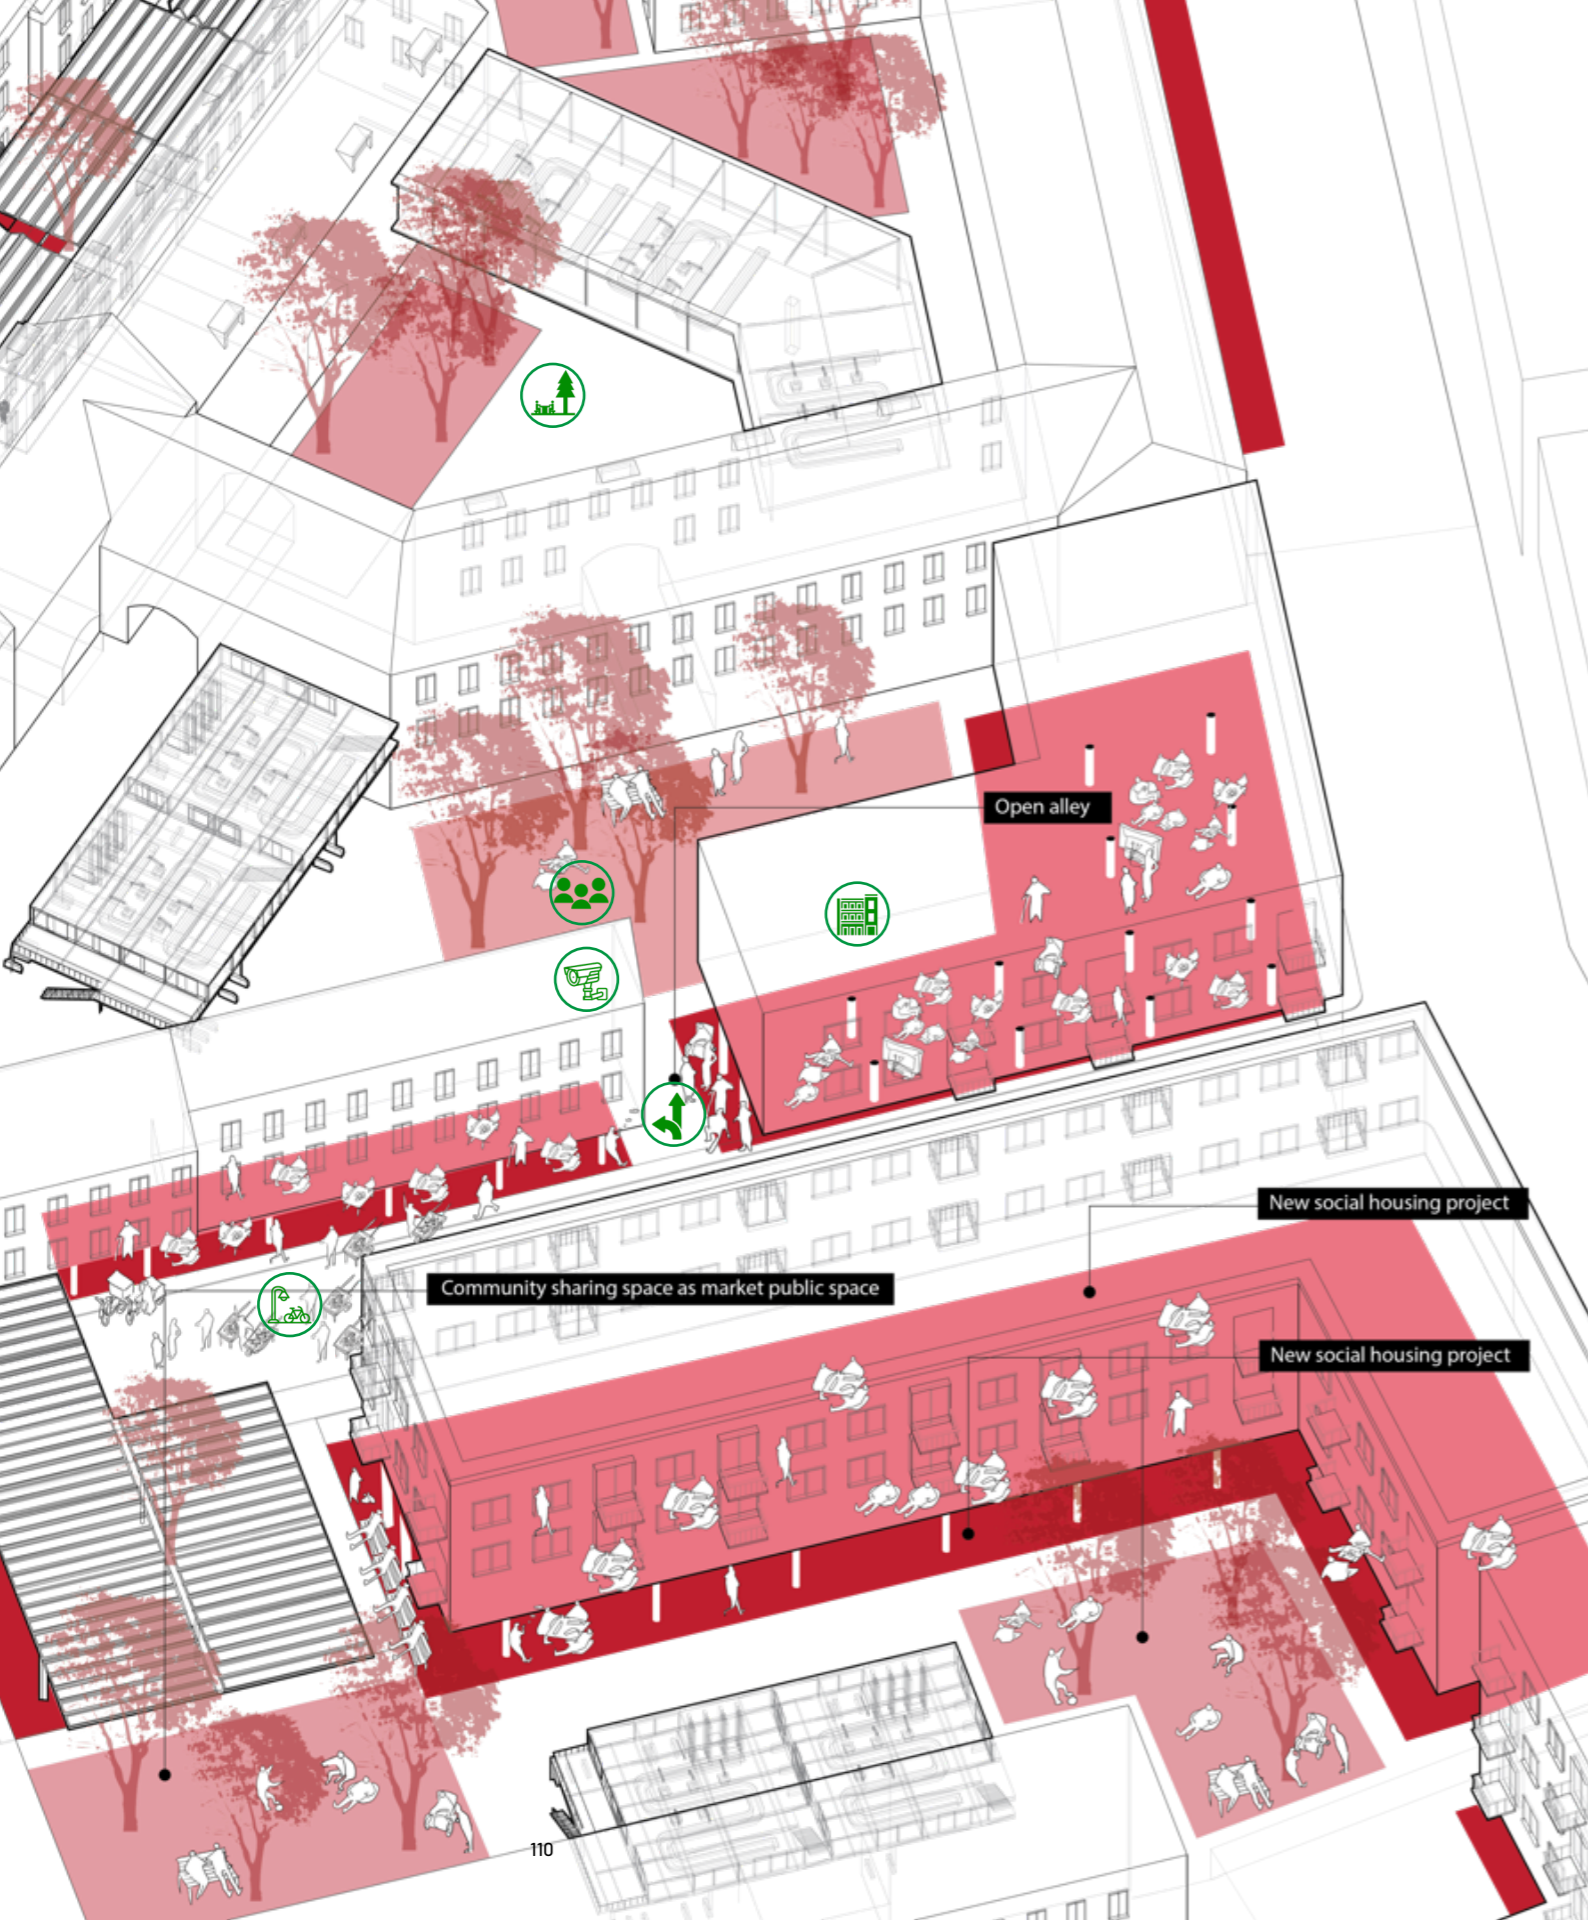 Open alley
New social housing project
Community sharing space as market public space
New social housing project
110